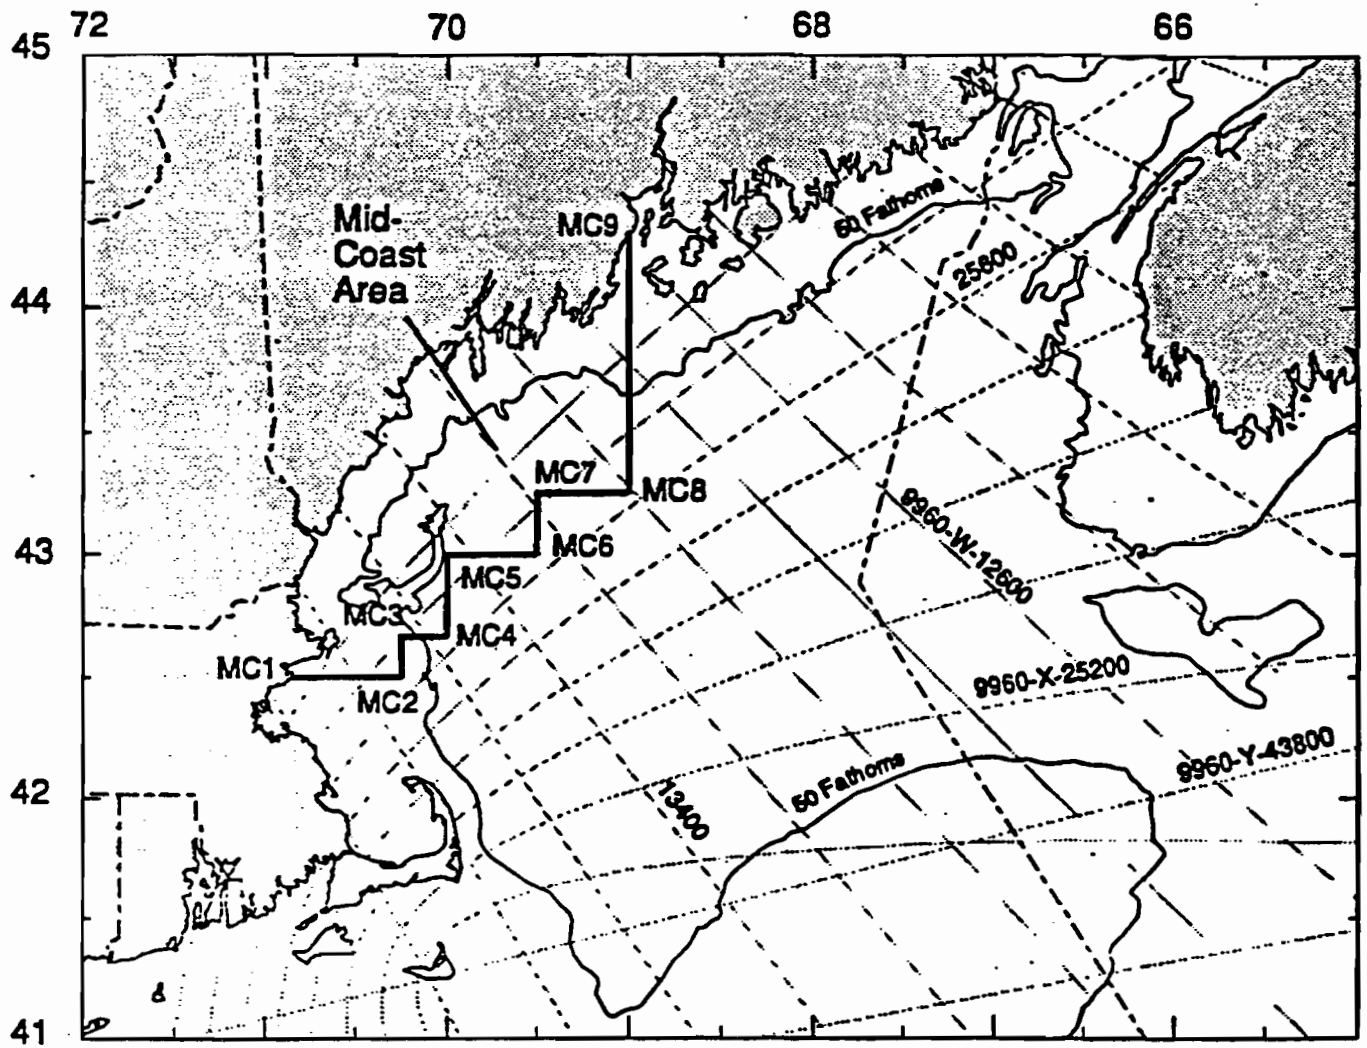 72 70 68 66
45
44
43
42
41
Mid-
Coast
Area
MC9
50 Fathoms
25800
MC7
MC8
MC6
MC5
MC3
MC4
MC1
MC2
9960-W-12600
9960-X-25200
9960-Y-43800
50 Fathoms
13400